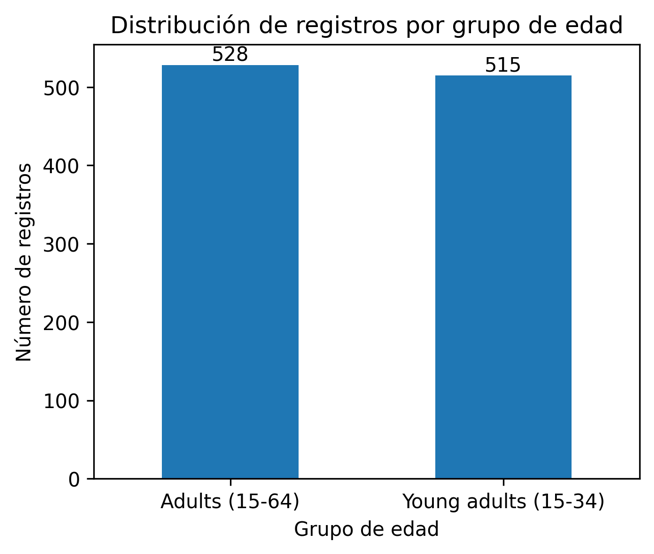 Distribución de registros por grupo de edad
528
515
Número de registros
500
400
300
200
100
0
Adults (15-64)
Young adults (15-34)
Grupo de edad